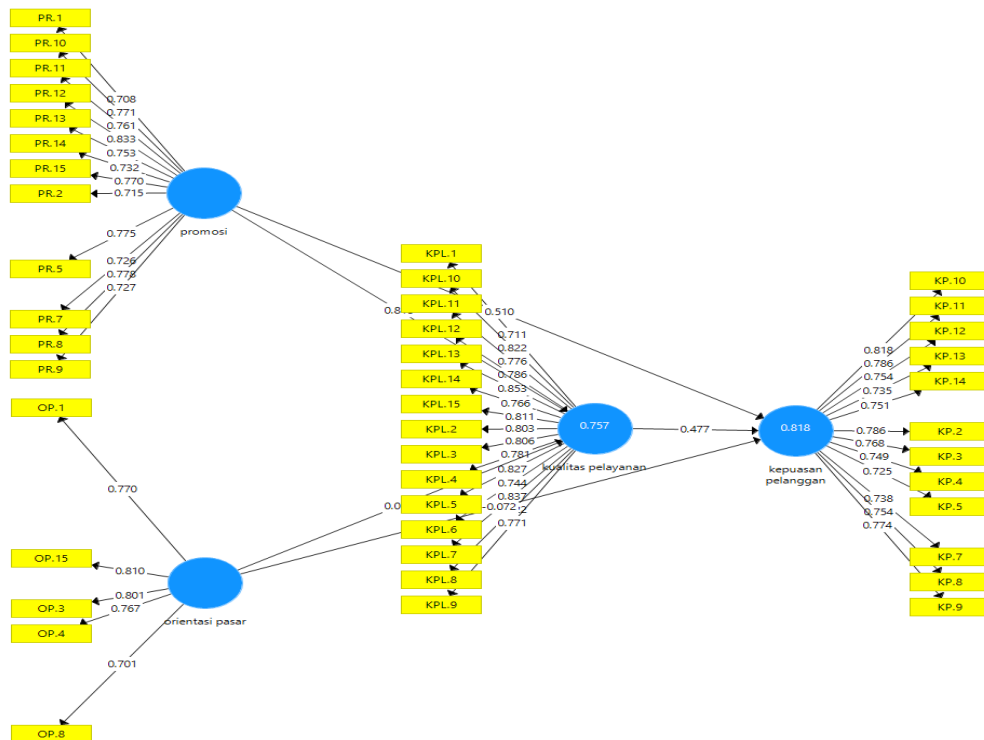 PR.1
PR.10
PR.11
PR.12
PR.13
PR.14
PR.15
PR.2
PR.5
PR.7
PR.8
PR.9
0.708
0.771
0.761
0.833
0.753
0.732
0.770
0.715
0.775
0.726
0.778
0.727
promosi
OP.1
OP.15
OP.3
OP.4
OP.8
0.770
0.810
0.801
0.767
0.701
orientasi pasar
KPL.1
KPL.10
KPL.11
KPL.12
KPL.13
KPL.14
KPL.15
KPL.2
KPL.3
KPL.4
KPL.5
KPL.6
KPL.7
KPL.8
KPL.9
0.510
0.711
0.822
0.776
0.786
0.853
0.766
0.811
0.803
0.806
0.781
0.827
0.744
0.837
0.771
-0.072
0.757
kualitas pelayanan
0.477
0.818
kepuasan
pelanggan
0.818
0.786
0.754
0.735
0.751
0.786
0.768
0.749
0.725
0.738
0.754
0.774
KP.10
KP.11
KP.12
KP.13
KP.14
KP.2
KP.3
KP.4
KP.5
KP.7
KP.8
KP.9